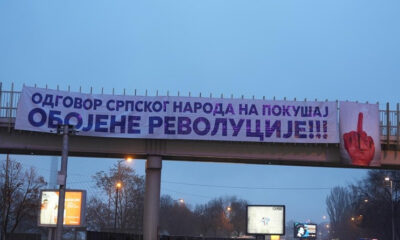 ОДГОВОР СРПСКОГ НАРОДА НА ПОКУШАЈ
ОБОЈЕНЕ РЕВОЛУЦИЈЕ!!!